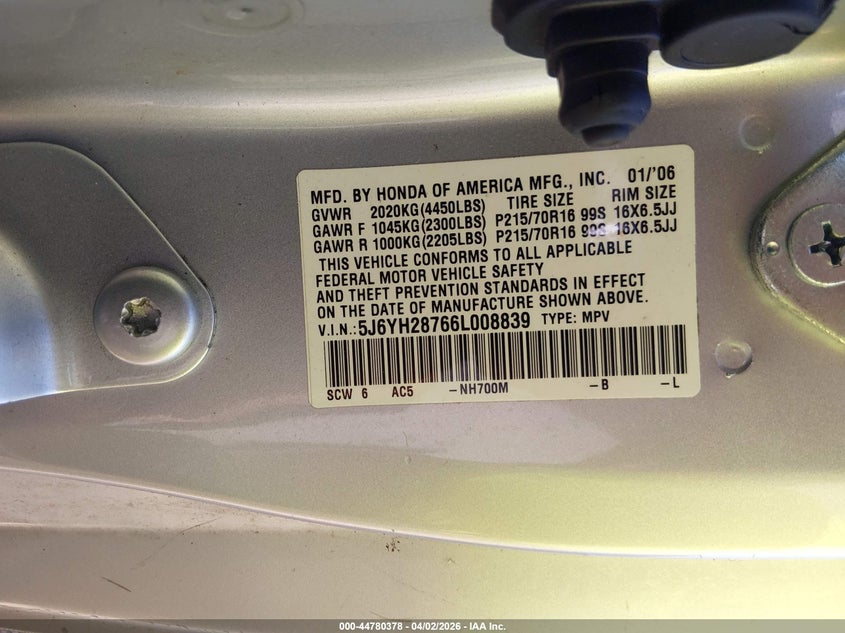 MFD. BY HONDA OF AMERICA MFG., INC. 01/'06
GVWR 2020KG(4450LBS) TIRE SIZE RIM SIZE
GAWR F 1045KG(2300LBS) P215/70R16 99S 16X6.5JJ
GAWR R 1000KG(2205LBS) P215/70R16 99S 16X6.5JJ
THIS VEHICLE CONFORMS TO ALL APPLICABLE
FEDERAL MOTOR VEHICLE SAFETY
AND THEFT PREVENTION STANDARDS IN EFFECT
ON THE DATE OF MANUFACTURE SHOWN ABOVE.
V.I.N.:5J6YH28766L008839 TYPE: MPV
SCW 6 AC5 -NH700M -B -L
000-44780378 - 04/02/2026 - IAA Inc.